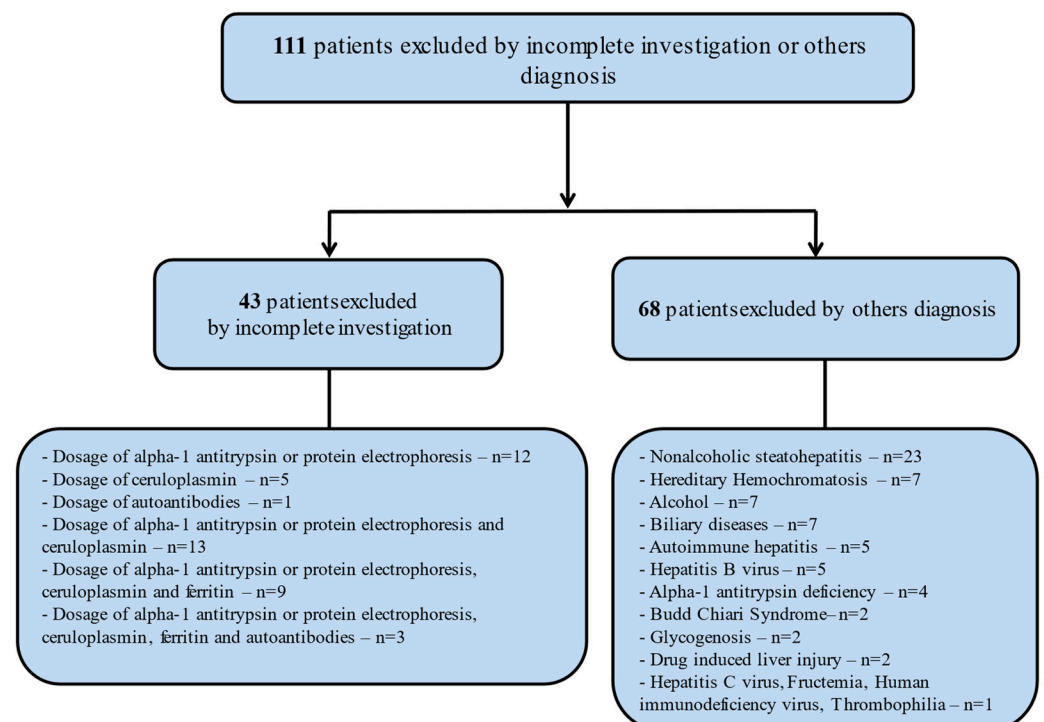 111 patients excluded by incomplete investigation or others
diagnosis
43 patients excluded
by incomplete investigation
68 patients excluded by others diagnosis
- Dosage of alpha-1 antitrypsin or protein electrophoresis – n=12
- Dosage of ceruloplasmin – n=5
- Dosage of autoantibodies – n=1
- Dosage of alpha-1 antitrypsin or protein electrophoresis and
ceruloplasmin – n=13
- Dosage of alpha-1 antitrypsin or protein electrophoresis,
ceruloplasmin and ferritin – n=9
- Dosage of alpha-1 antitrypsin or protein electrophoresis,
ceruloplasmin, ferritin and autoantibodies – n=3
- Nonalcoholic steatohepatitis – n=23
- Hereditary Hemochromatosis – n=7
- Alcohol – n=7
- Biliary diseases – n=7
- Autoimmune hepatitis – n=5
- Hepatitis B virus – n=5
- Alpha-1 antitrypsin deficiency – n=4
- Budd Chiari Syndrome– n=2
- Glycogenosis – n=2
- Drug induced liver injury – n=2
- Hepatitis C virus, Fructemia, Human
immunodeficiency virus, Thrombophilia – n=1